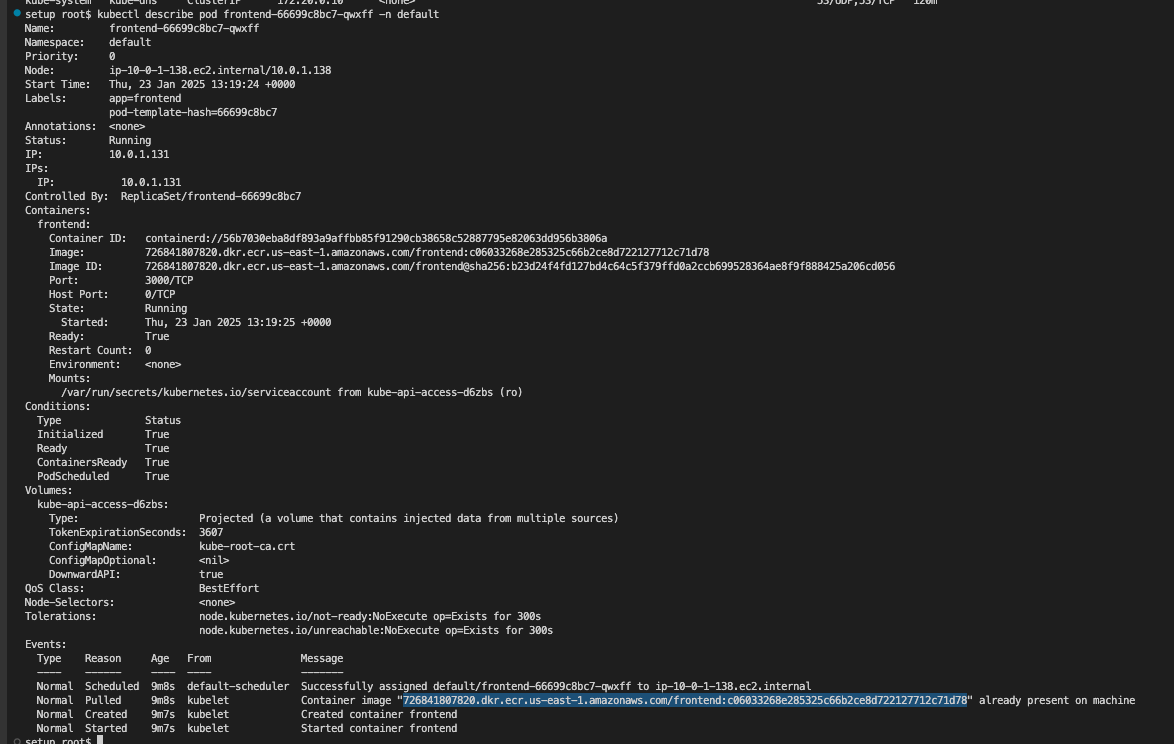 kube-system   kube-dns   ClusterIP   172.20.0.10   <none>   53/UDP,53/TCP   120m
setup root$ kubectl describe pod frontend-66699c8bc7-qwxff -n default
Name:             frontend-66699c8bc7-qwxff
Namespace:        default
Priority:         0
Node:             ip-10-0-1-138.ec2.internal/10.0.1.138
Start Time:       Thu, 23 Jan 2025 13:19:24 +0000
Labels:           app=frontend
                  pod-template-hash=66699c8bc7
Annotations:      <none>
Status:           Running
IP:               10.0.1.131
IPs:
  IP:           10.0.1.131
Controlled By:  ReplicaSet/frontend-66699c8bc7
Containers:
  frontend:
    Container ID:   containerd://56b7030eba8df893a9affbb85f91290cb38658c52887795e82063dd956b3806a
    Image:          726841807820.dkr.ecr.us-east-1.amazonaws.com/frontend:c06033268e285325c66b2ce8d722127712c71d78
    Image ID:       726841807820.dkr.ecr.us-east-1.amazonaws.com/frontend@sha256:b23d24f4fd127bd4c64c5f379ffd0a2ccb699528364ae8f9f888425a206cd056
    Port:           3000/TCP
    Host Port:      0/TCP
    State:          Running
      Started:      Thu, 23 Jan 2025 13:19:25 +0000
    Ready:          True
    Restart Count:  0
    Environment:    <none>
    Mounts:
      /var/run/secrets/kubernetes.io/serviceaccount from kube-api-access-d6zbs (ro)
Conditions:
  Type              Status
  Initialized       True
  Ready             True
  ContainersReady   True
  PodScheduled      True
Volumes:
  kube-api-access-d6zbs:
    Type:                    Projected (a volume that contains injected data from multiple sources)
    TokenExpirationSeconds:  3607
    ConfigMapName:           kube-root-ca.crt
    ConfigMapOptional:       <nil>
    DownwardAPI:             true
QoS Class:                   BestEffort
Node-Selectors:              <none>
Tolerations:                 node.kubernetes.io/not-ready:NoExecute op=Exists for 300s
                             node.kubernetes.io/unreachable:NoExecute op=Exists for 300s
Events:
  Type    Reason     Age   From               Message
  ----    ------     ----  ----               -------
  Normal  Scheduled  9m8s  default-scheduler  Successfully assigned default/frontend-66699c8bc7-qwxff to ip-10-0-1-138.ec2.internal
  Normal  Pulled     9m8s  kubelet            Container image "726841807820.dkr.ecr.us-east-1.amazonaws.com/frontend:c06033268e285325c66b2ce8d722127712c71d78" already present on machine
  Normal  Created    9m7s  kubelet            Created container frontend
  Normal  Started    9m7s  kubelet            Started container frontend
setup root$